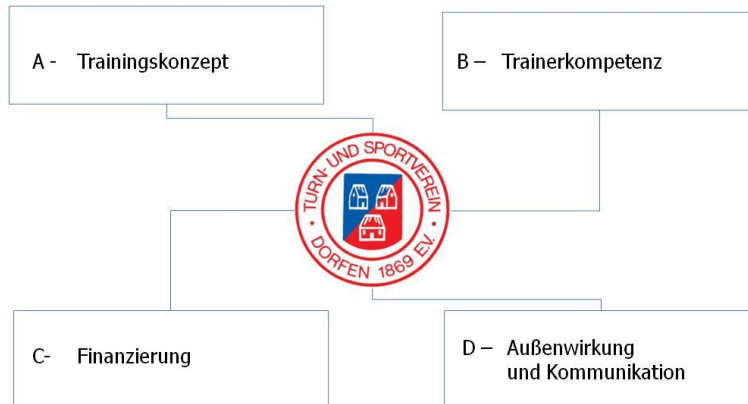 A - Trainingskonzept
B – Trainerkompetenz
TURN- UND SPORTVEREIN
· DORFEN 1869 E.V. ·
C- Finanzierung
D – Außenwirkung
und Kommunikation